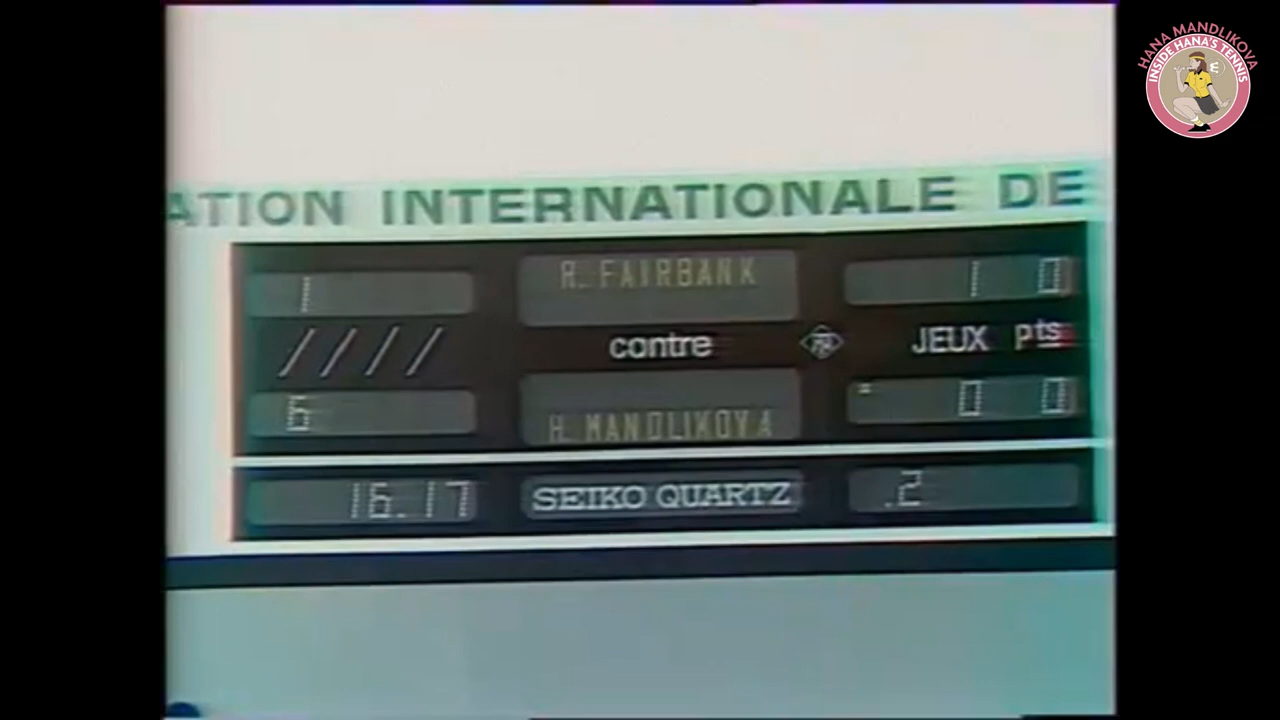 HANA MANDLIKOVA
INSIDE HANA'S TENNIS
ATION INTERNATIONALE DE
1 R. FAIRBANK 1 0
//// contre JEUX Pts
6 H. MANDLIKOVA 0 0
16.17 SEIKO QUARTZ .2